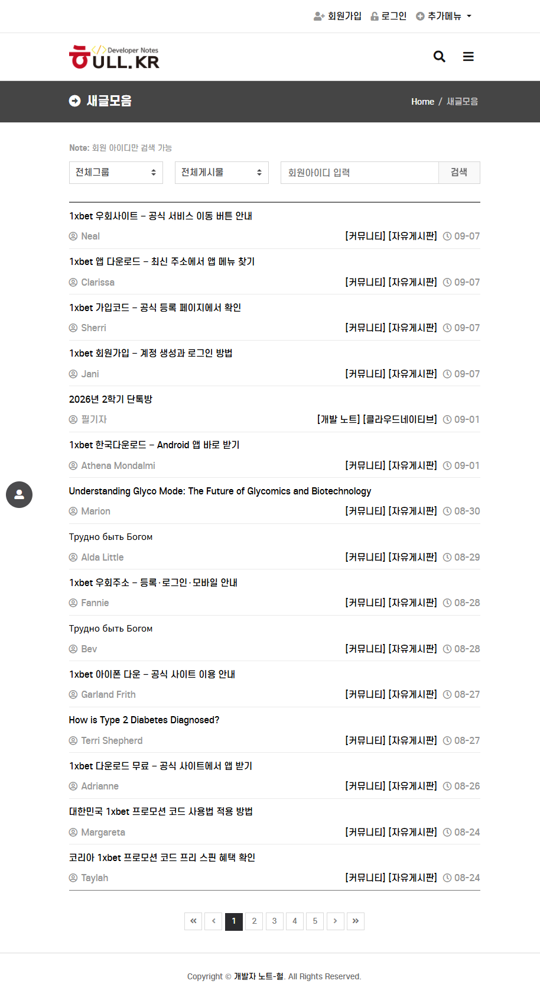 회원가입 로그인 추가메뉴
</> Developer Notes
ㅎULL.KR
새글모음 Home / 새글모음
Note: 회원 아이디만 검색 가능
전체그룹 전체게시물 회원아이디 입력 검색
1xbet 우회사이트 – 공식 서비스 이동 버튼 안내
Neal [커뮤니티] [자유게시판] 09-07
1xbet 앱 다운로드 – 최신 주소에서 앱 메뉴 찾기
Clarissa [커뮤니티] [자유게시판] 09-07
1xbet 가입코드 – 공식 등록 페이지에서 확인
Sherri [커뮤니티] [자유게시판] 09-07
1xbet 회원가입 – 계정 생성과 로그인 방법
Jani [커뮤니티] [자유게시판] 09-07
2026년 2학기 단톡방
필기자 [개발 노트] [클라우드네이티브] 09-01
1xbet 한국다운로드 – Android 앱 바로 받기
Athena Mondalmi [커뮤니티] [자유게시판] 09-01
Understanding Glyco Mode: The Future of Glycomics and Biotechnology
Marion [커뮤니티] [자유게시판] 08-30
Трудно быть Богом
Alda Little [커뮤니티] [자유게시판] 08-29
1xbet 우회주소 – 등록·로그인·모바일 안내
Fannie [커뮤니티] [자유게시판] 08-28
Трудно быть Богом
Bev [커뮤니티] [자유게시판] 08-28
1xbet 아이폰 다운 – 공식 사이트 이용 안내
Garland Frith [커뮤니티] [자유게시판] 08-27
How is Type 2 Diabetes Diagnosed?
Terri Shepherd [커뮤니티] [자유게시판] 08-27
1xbet 다운로드 무료 – 공식 사이트에서 앱 받기
Adrianne [커뮤니티] [자유게시판] 08-26
대한민국 1xbet 프로모션 코드 사용법 적용 방법
Margareta [커뮤니티] [자유게시판] 08-24
코리아 1xbet 프로모션 코드 프리 스핀 혜택 확인
Taylah [커뮤니티] [자유게시판] 08-24
1 2 3 4 5
Copyright © 개발자 노트-헐. All Rights Reserved.